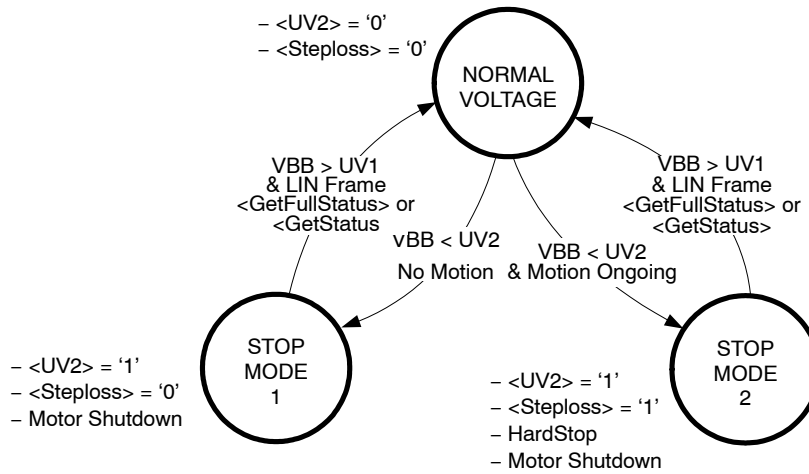 – <UV2> = ‘0’
– <Steploss> = ‘0’
NORMAL
VOLTAGE
VBB > UV1
& LIN Frame
<GetFullStatus> or
<GetStatus
vBB < UV2
No Motion
VBB < UV2
& Motion Ongoing
VBB > UV1
& LIN Frame
<GetFullStatus> or
<GetStatus>
STOP
MODE
1
– <UV2> = ‘1’
– <Steploss> = ‘0’
– Motor Shutdown
STOP
MODE
2
– <UV2> = ‘1’
– <Steploss> = ‘1’
– HardStop
– Motor Shutdown